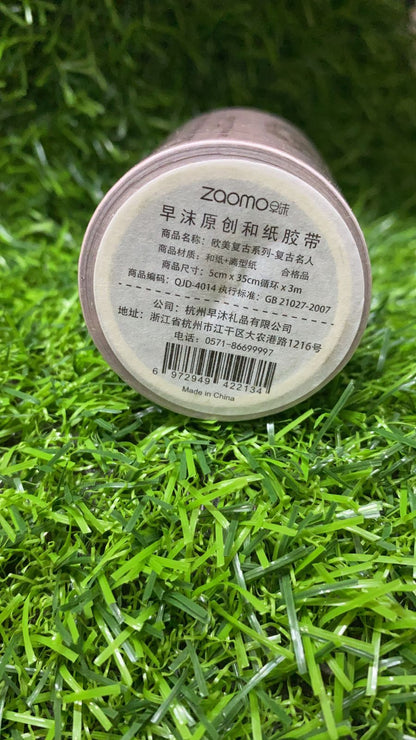 zaomo早沫
早沫原创和纸胶带
商品名称：欧美复古系列-复古名人
商品材质：和纸+离型纸 合格品
商品尺寸：5cm x 35cm循环 x 3m
商品编码：QJD-4014 执行标准：GB 21027-2007
公司：杭州早沐礼品有限公司
地址：浙江省杭州市江干区大农港路1216号
电话：0571-86699997
6 972949 422134
Made in China